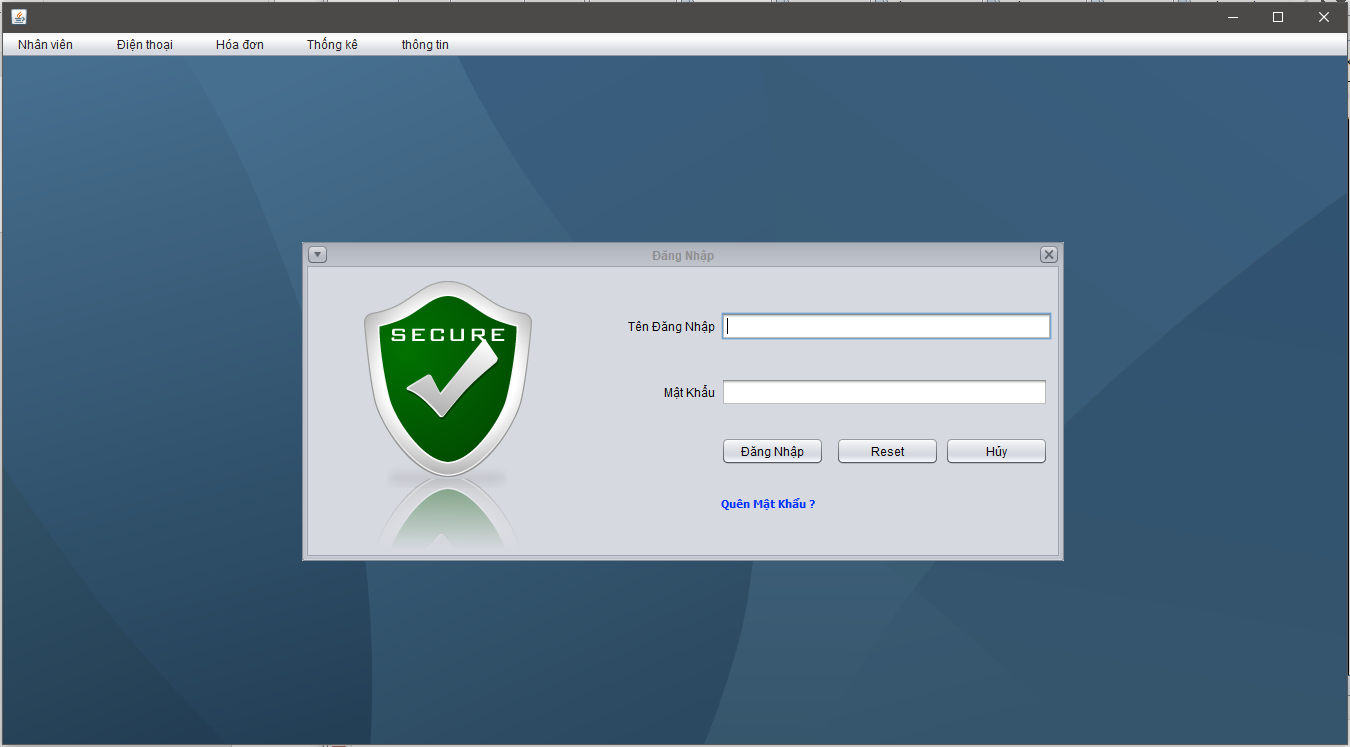 Nhân viên Điện thoại Hóa đơn Thống kê thông tin
Đăng Nhập
SECURE
Tên Đăng Nhập
Mật Khẩu
Đăng Nhập Reset Hủy
Quên Mật Khẩu ?